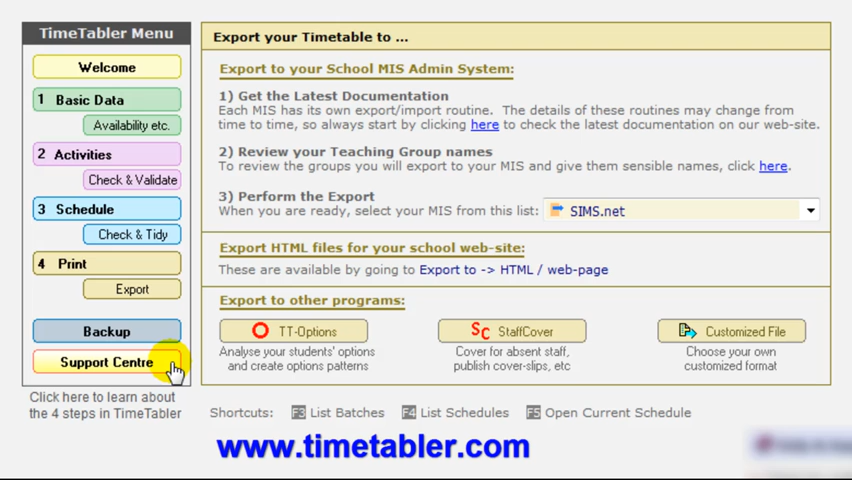 TimeTabler Menu
Welcome
1 Basic Data
Availability etc.
2 Activities
Check & Validate
3 Schedule
Check & Tidy
4 Print
Export
Backup
Support Centre
Click here to learn about
the 4 steps in TimeTabler
Export your Timetable to ...
Export to your School MIS Admin System:
1) Get the Latest Documentation
Each MIS has its own export/import routine. The details of these routines may change from
time to time, so always start by clicking here to check the latest documentation on our web-site.
2) Review your Teaching Group names
To review the groups you will export to your MIS and give them sensible names, click here.
3) Perform the Export
When you are ready, select your MIS from this list: SIMS.net
Export HTML files for your school web-site:
These are available by going to Export to -> HTML / web-page
Export to other programs:
TT-Options
Analyse your students' options
and create options patterns
SC StaffCover
Cover for absent staff,
publish cover-slips, etc
Customized File
Choose your own
customized format
Shortcuts: F3 List Batches F4 List Schedules F5 Open Current Schedule
www.timetabler.com